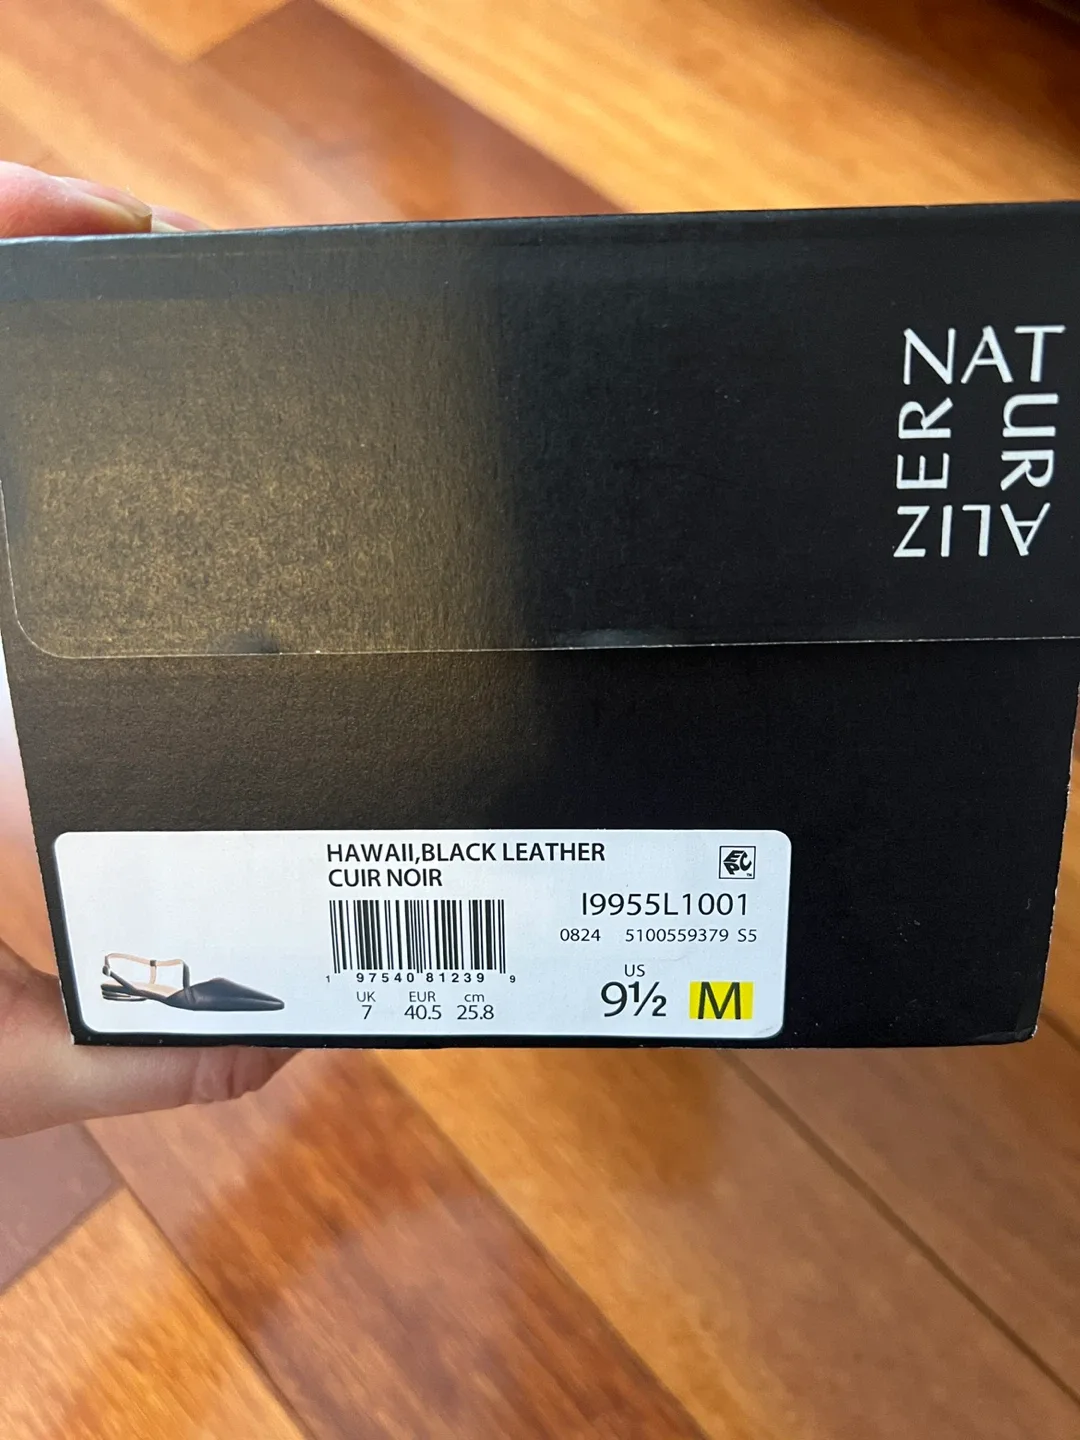 NATURALIZER
HAWAII,BLACK LEATHER
CUIR NOIR
I9955L1001
0824 5100559379 S5
1 97540 81239 9
UK EUR cm
7 40.5 25.8
US
9½ M